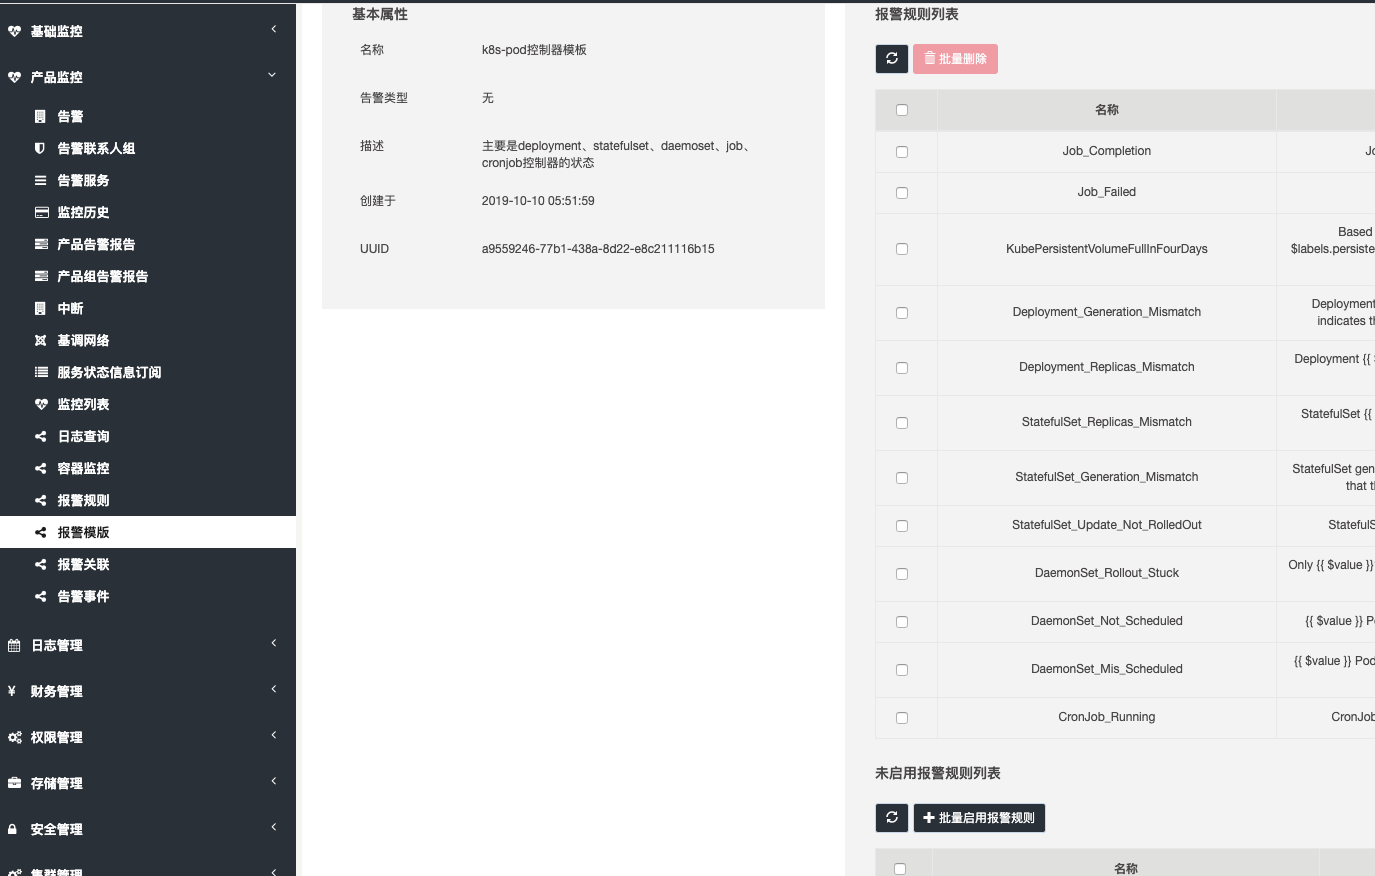 基础监控
产品监控
告警
告警联系人组
告警服务
监控历史
产品告警报告
产品组告警报告
中断
基调网络
服务状态信息订阅
监控列表
日志查询
容器监控
报警规则
报警模版
报警关联
告警事件
日志管理
财务管理
权限管理
存储管理
安全管理
集群管理
基本属性
名称 k8s-pod控制器模板
告警类型 无
描述 主要是deployment、statefulset、daemoset、job、
cronjob控制器的状态
创建于 2019-10-10 05:51:59
UUID a9559246-77b1-438a-8d22-e8c211116b15
报警规则列表
批量删除
名称
Job_Completion
Job_Failed
Based
KubePersistentVolumeFullInFourDays $labels.persiste
Deployment_Generation_Mismatch Deployment
indicates
Deployment_Replicas_Mismatch Deployment {{
StatefulSet_Replicas_Mismatch StatefulSet {{
StatefulSet_Generation_Mismatch StatefulSet gen
that
StatefulSet_Update_Not_RolledOut StatefulS
DaemonSet_Rollout_Stuck Only {{ $value }}
DaemonSet_Not_Scheduled {{ $value }} P
DaemonSet_Mis_Scheduled {{ $value }} Pod
CronJob_Running CronJob
未启用报警规则列表
批量启用报警规则
名称